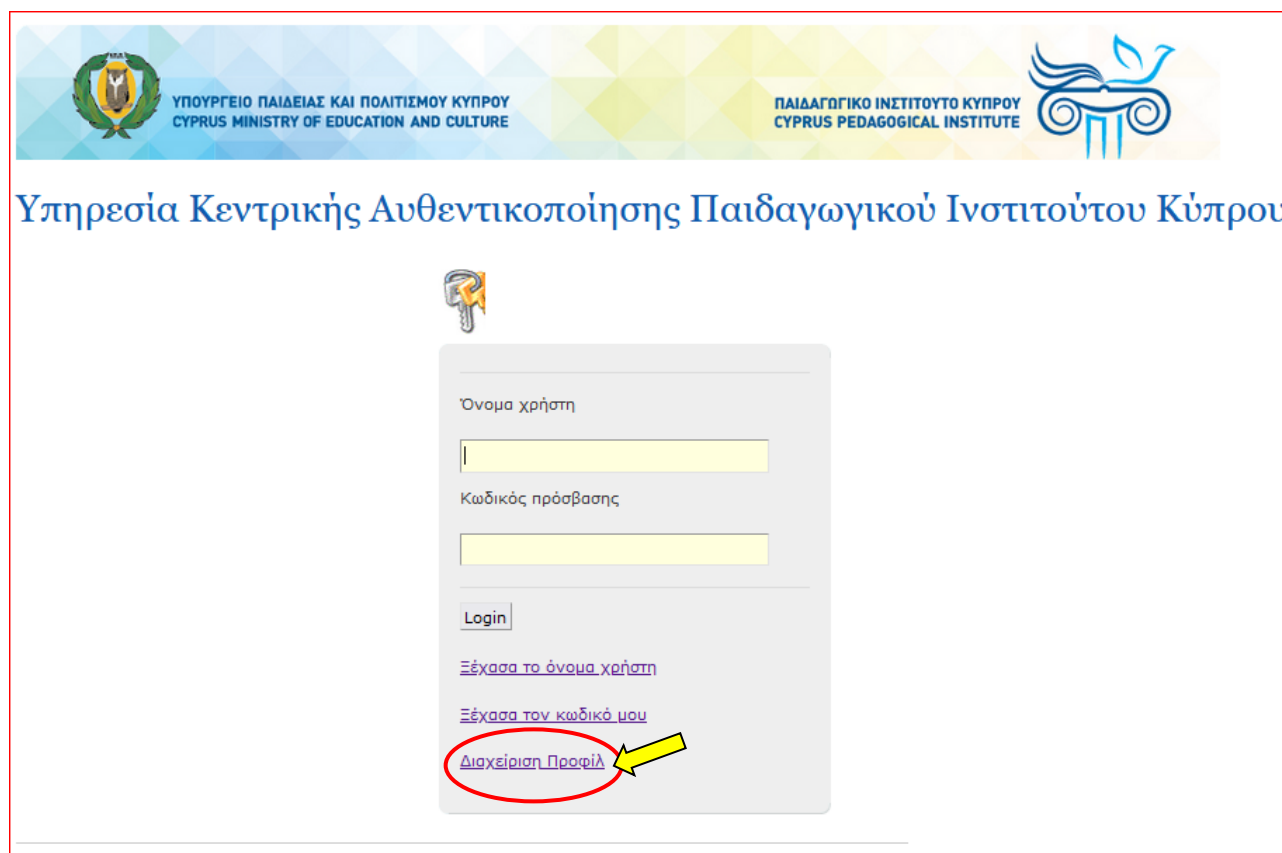 ΥΠΟΥΡΓΕΙΟ ΠΑΙΔΕΙΑΣ ΚΑΙ ΠΟΛΙΤΙΣΜΟΥ ΚΥΠΡΟΥ
CYPRUS MINISTRY OF EDUCATION AND CULTURE
ΠΑΙΔΑΓΩΓΙΚΟ ΙΝΣΤΙΤΟΥΤΟ ΚΥΠΡΟΥ
CYPRUS PEDAGOGICAL INSTITUTE
Υπηρεσία Κεντρικής Αυθεντικοποίησης Παιδαγωγικού Ινστιτούτου Κύπρου
Όνομα χρήστη
Κωδικός πρόσβασης
Login
Ξέχασα το όνομα χρήστη
Ξέχασα τον κωδικό μου
Διαχείριση Προφίλ